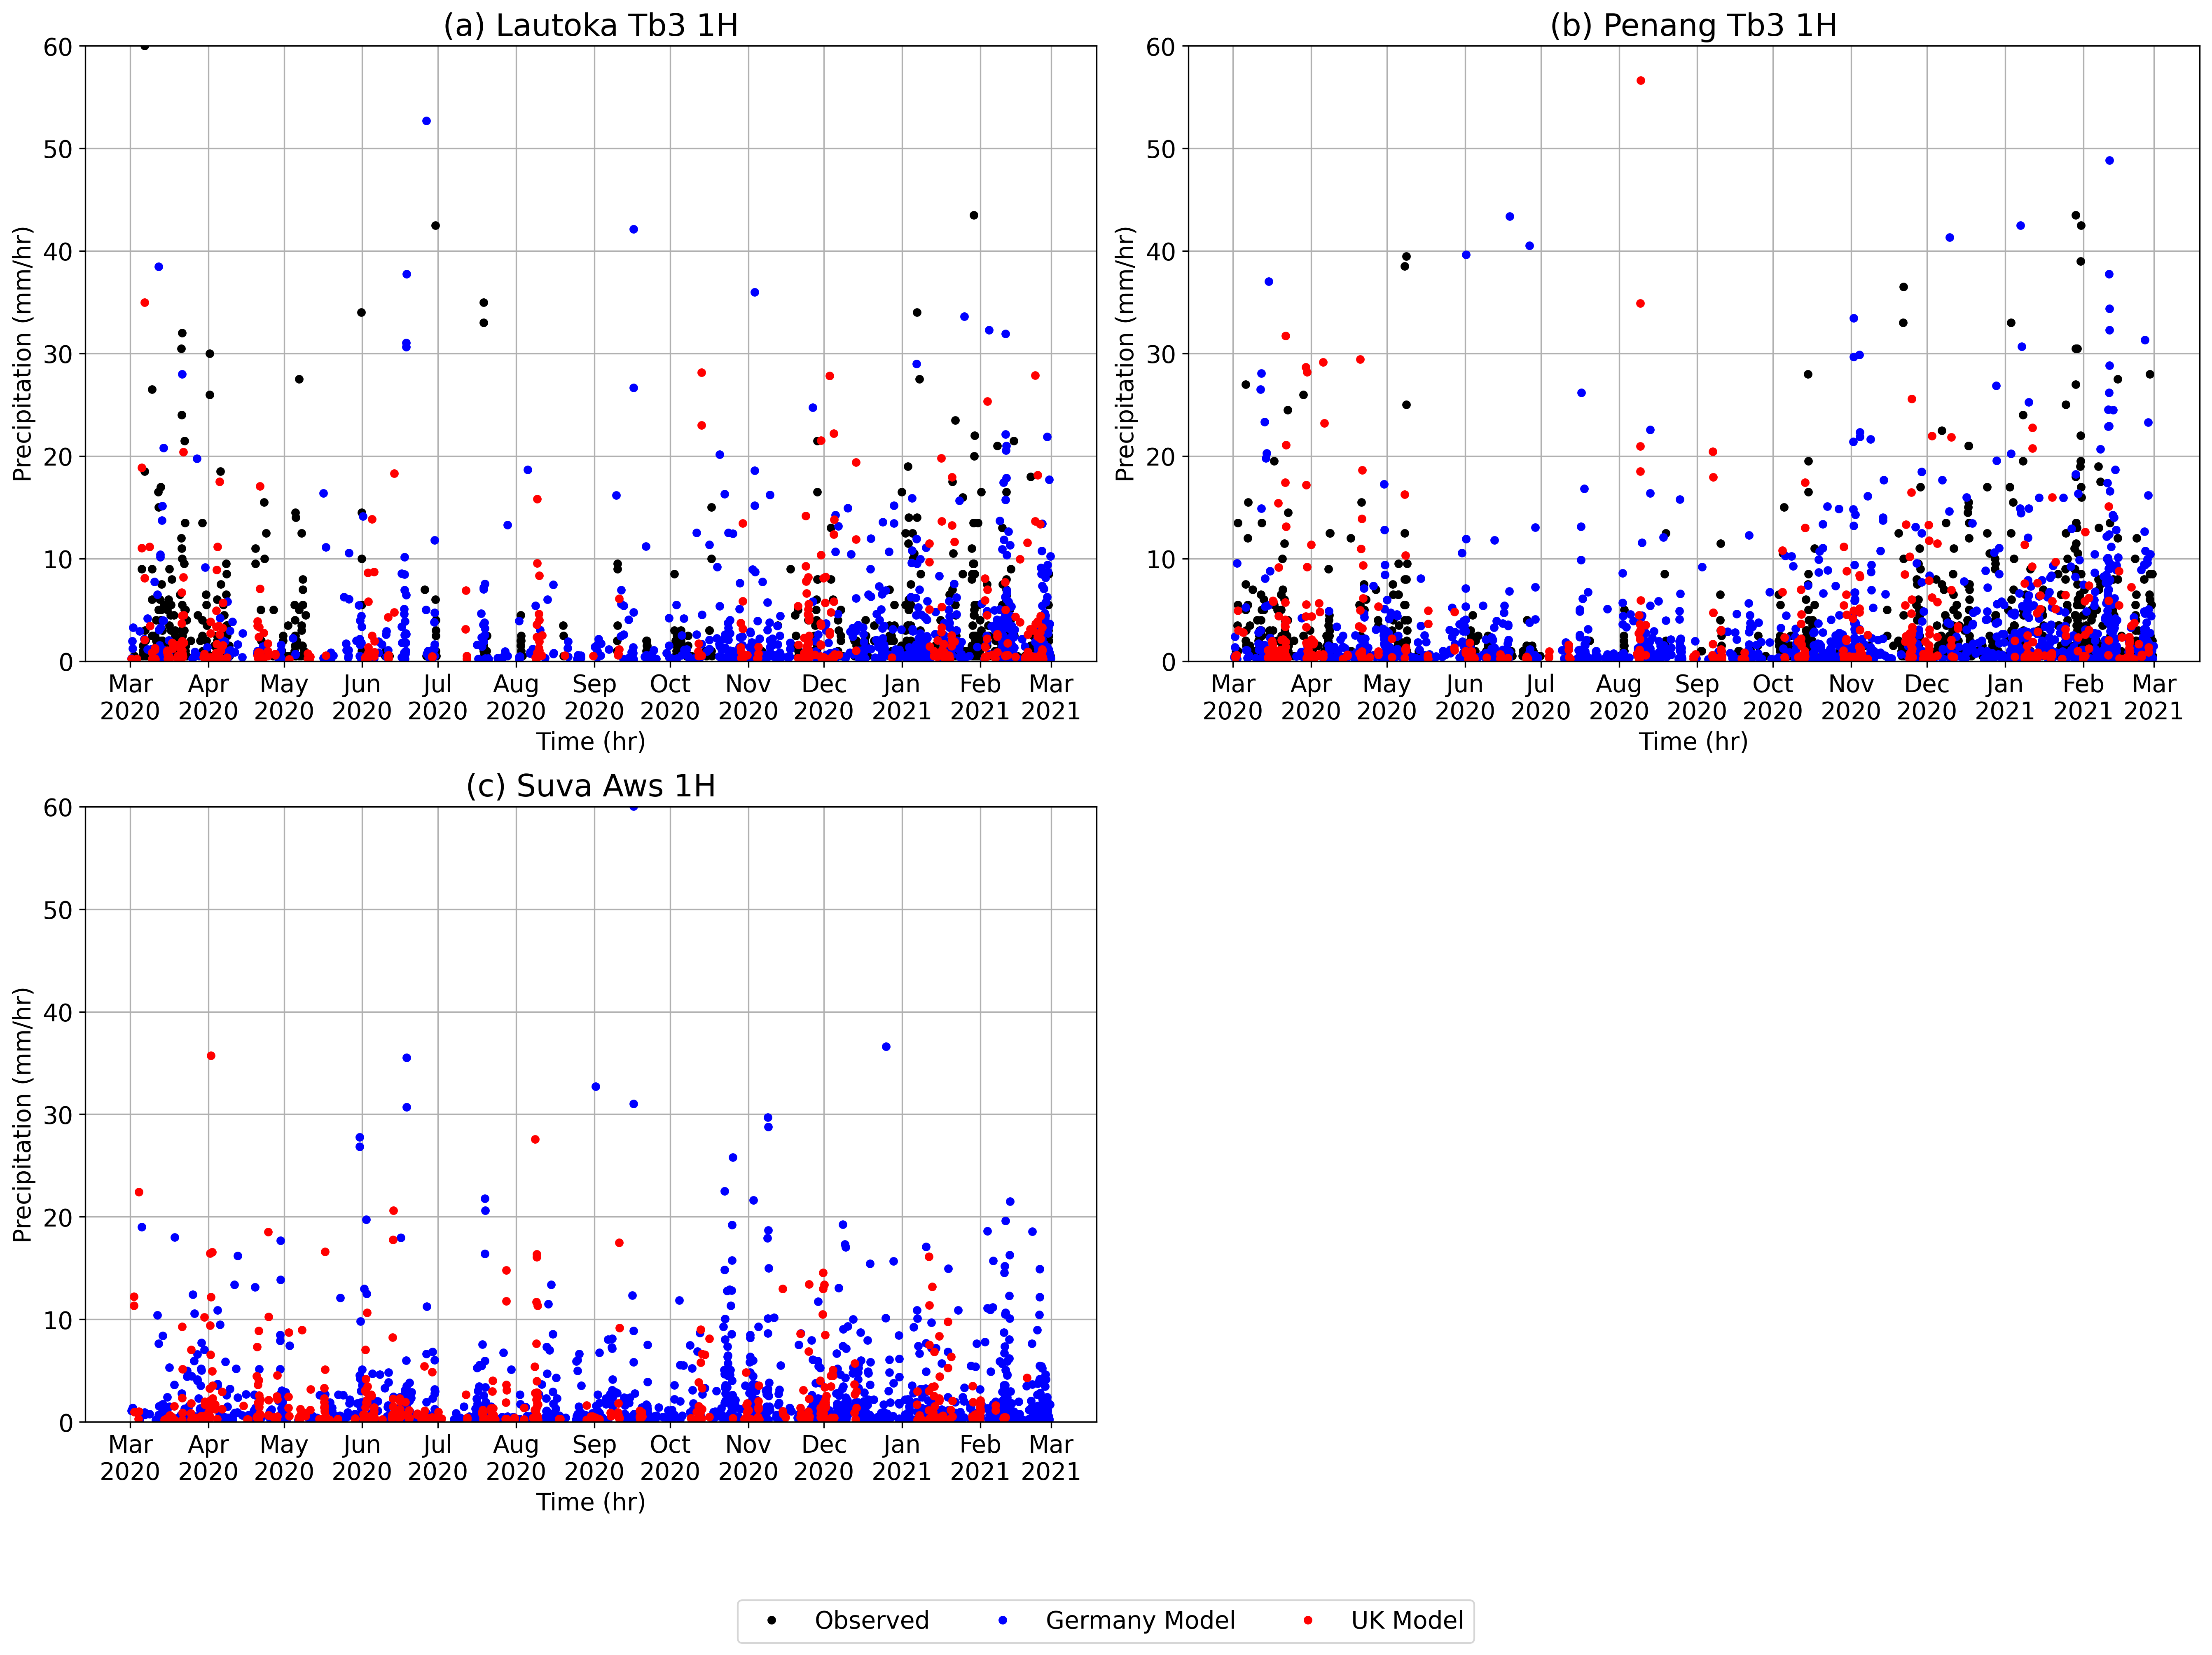 (a) Lautoka Tb3 1H
Precipitation (mm/hr)
60
50
40
30
20
10
0
Mar Apr May Jun Jul Aug Sep Oct Nov Dec Jan Feb Mar
2020 2020 2020 2020 2020 2020 2020 2020 2020 2020 2021 2021 2021
Time (hr)
(b) Penang Tb3 1H
Precipitation (mm/hr)
60
50
40
30
20
10
0
Mar Apr May Jun Jul Aug Sep Oct Nov Dec Jan Feb Mar
2020 2020 2020 2020 2020 2020 2020 2020 2020 2020 2021 2021 2021
Time (hr)
(c) Suva Aws 1H
Precipitation (mm/hr)
60
50
40
30
20
10
0
Mar Apr May Jun Jul Aug Sep Oct Nov Dec Jan Feb Mar
2020 2020 2020 2020 2020 2020 2020 2020 2020 2020 2021 2021 2021
Time (hr)
Observed Germany Model UK Model